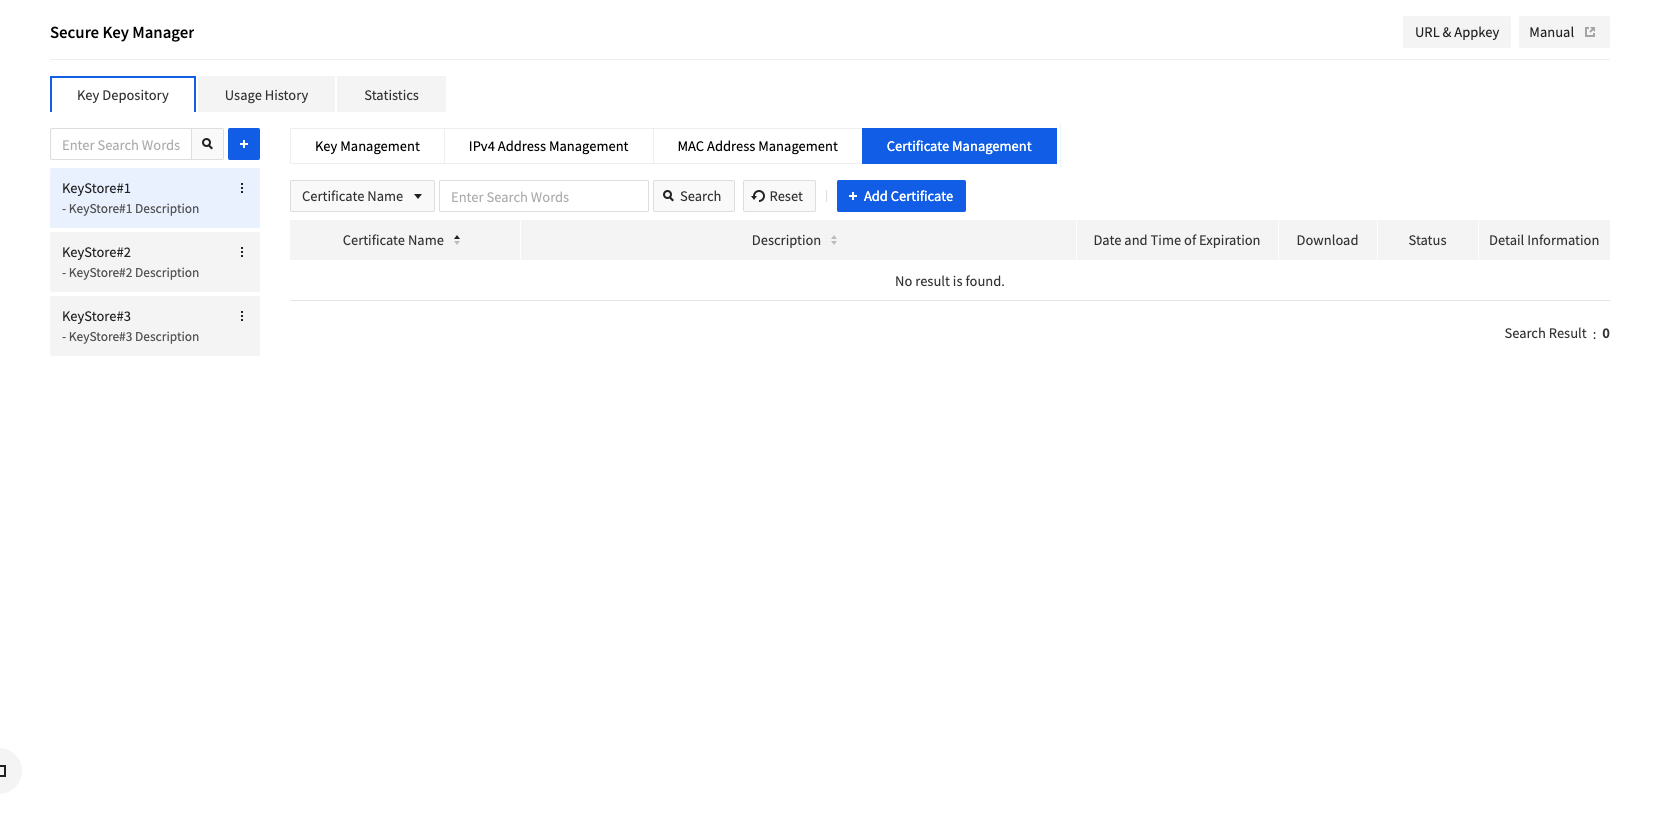 Secure Key Manager
URL & Appkey
Manual
Key Depository
Usage History
Statistics
Enter Search Words
+
KeyStore#1
- KeyStore#1 Description
KeyStore#2
- KeyStore#2 Description
KeyStore#3
- KeyStore#3 Description
Key Management
IPv4 Address Management
MAC Address Management
Certificate Management
Certificate Name
Enter Search Words
Search
Reset
+ Add Certificate
Certificate Name
Description
Date and Time of Expiration
Download
Status
Detail Information
No result is found.
Search Result : 0